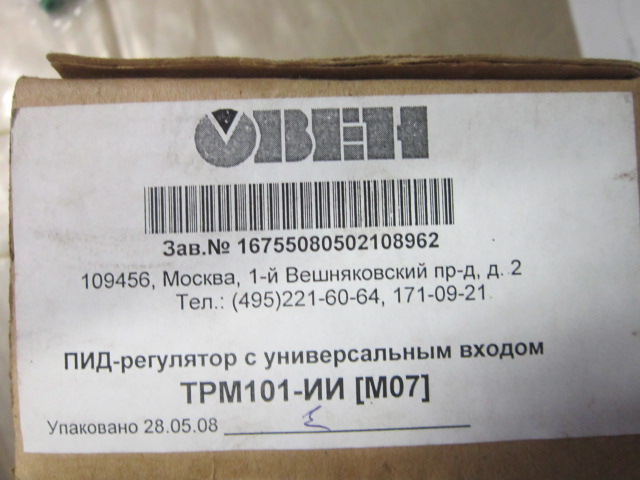 ОВЕН
Зав.№ 16755080502108962
109456, Москва, 1-й Вешняковский пр-д, д. 2
Тел.: (495)221-60-64, 171-09-21
ПИД-регулятор с универсальным входом
ТРМ101-ИИ [М07]
Упаковано 28.05.08